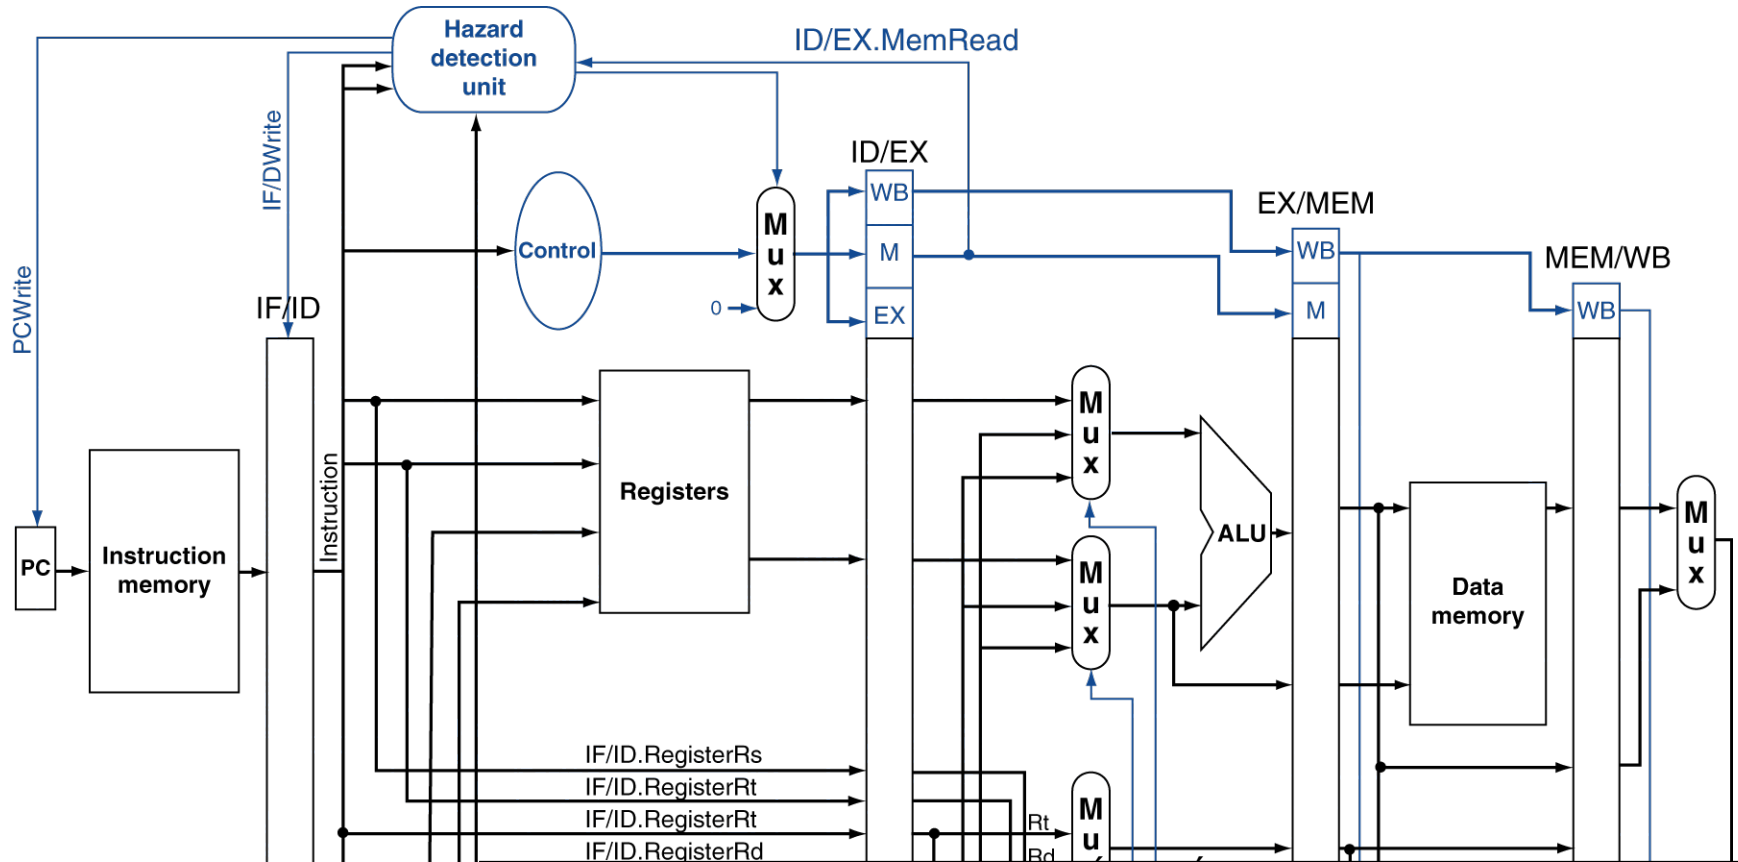 Hazard
detection
unit
ID/EX.MemRead
IF/DWrite
PCWrite
ID/EX
WB
M
EX
Control
M
u
x
0
EX/MEM
WB
M
MEM/WB
WB
IF/ID
Instruction
PC
Instruction
memory
Registers
M
u
x
M
u
x
ALU
Data
memory
M
u
x
IF/ID.RegisterRs
IF/ID.RegisterRt
IF/ID.RegisterRt
IF/ID.RegisterRd
Rt
Rd
M
u